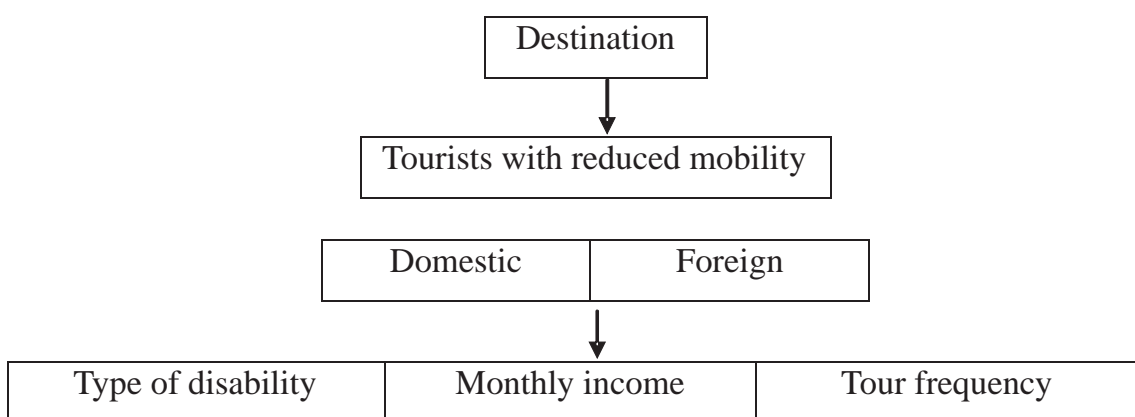 Destination
Tourists with reduced mobility
Domestic Foreign
Type of disability Monthly income Tour frequency